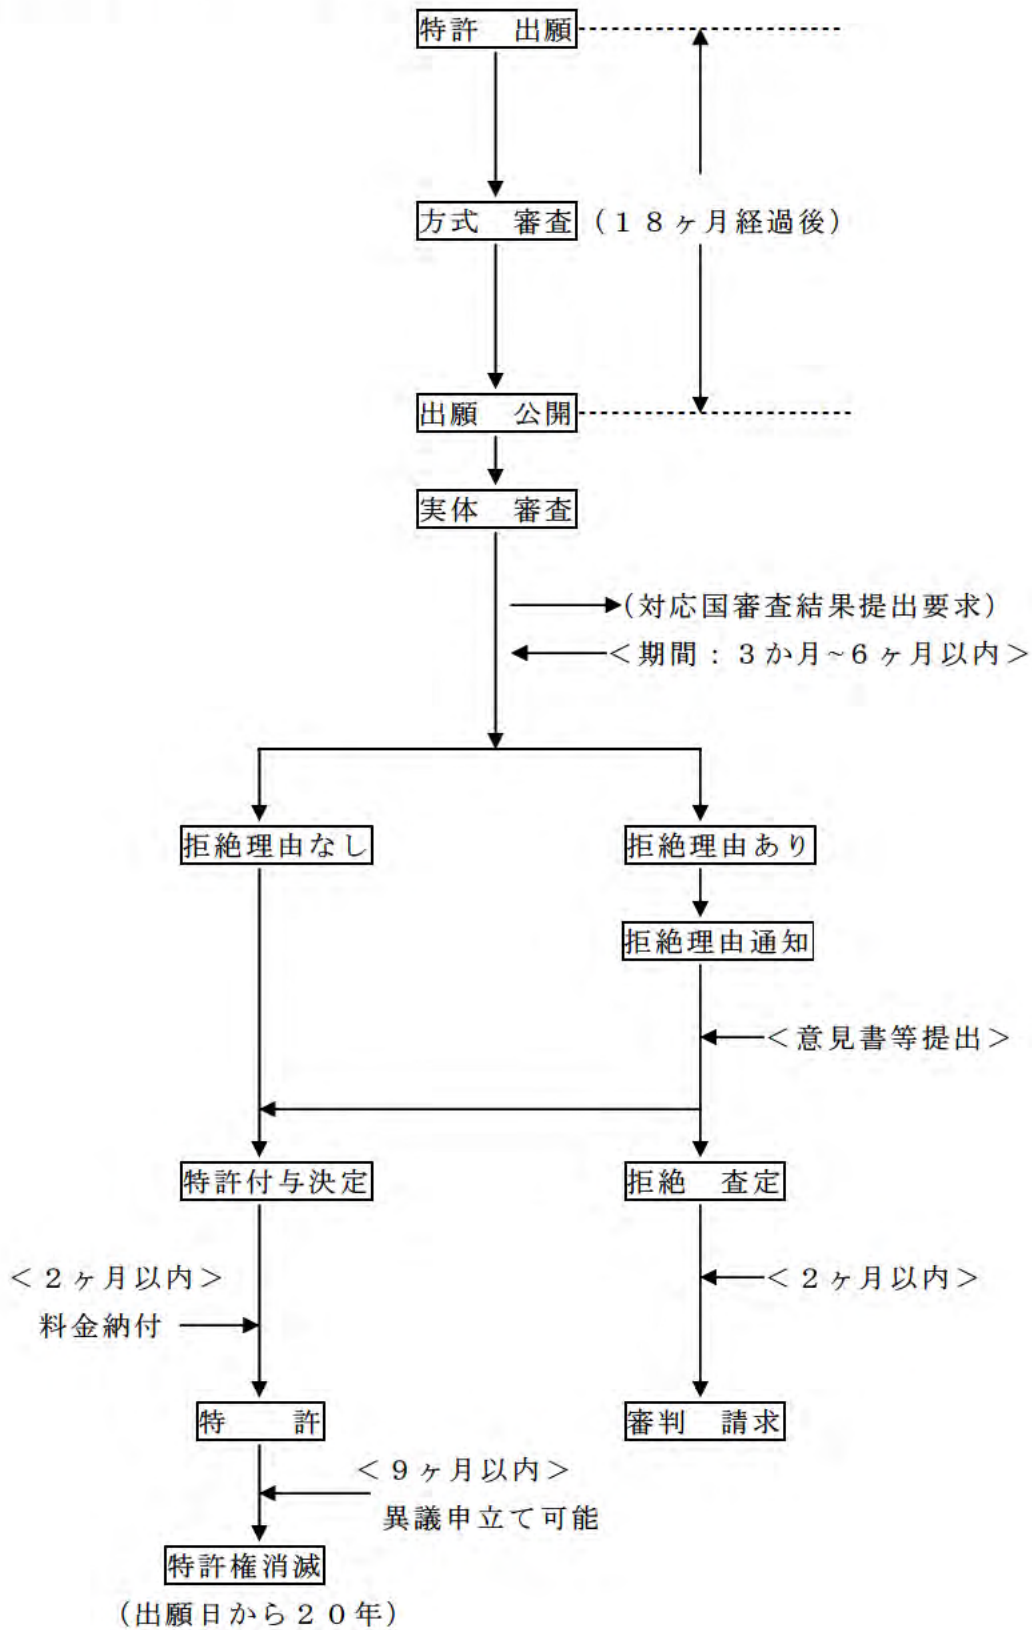 特許　出願
方式　審査
（１８ヶ月経過後）
出願　公開
実体　審査
（対応国審査結果提出要求）
＜期間：３か月~６ヶ月以内＞
拒絶理由なし
拒絶理由あり
拒絶理由通知
＜意見書等提出＞
特許付与決定
拒絶　査定
＜２ヶ月以内＞
料金納付
＜２ヶ月以内＞
特　　許
審判　請求
＜９ヶ月以内＞
異議申立て可能
特許権消滅
（出願日から２０年）